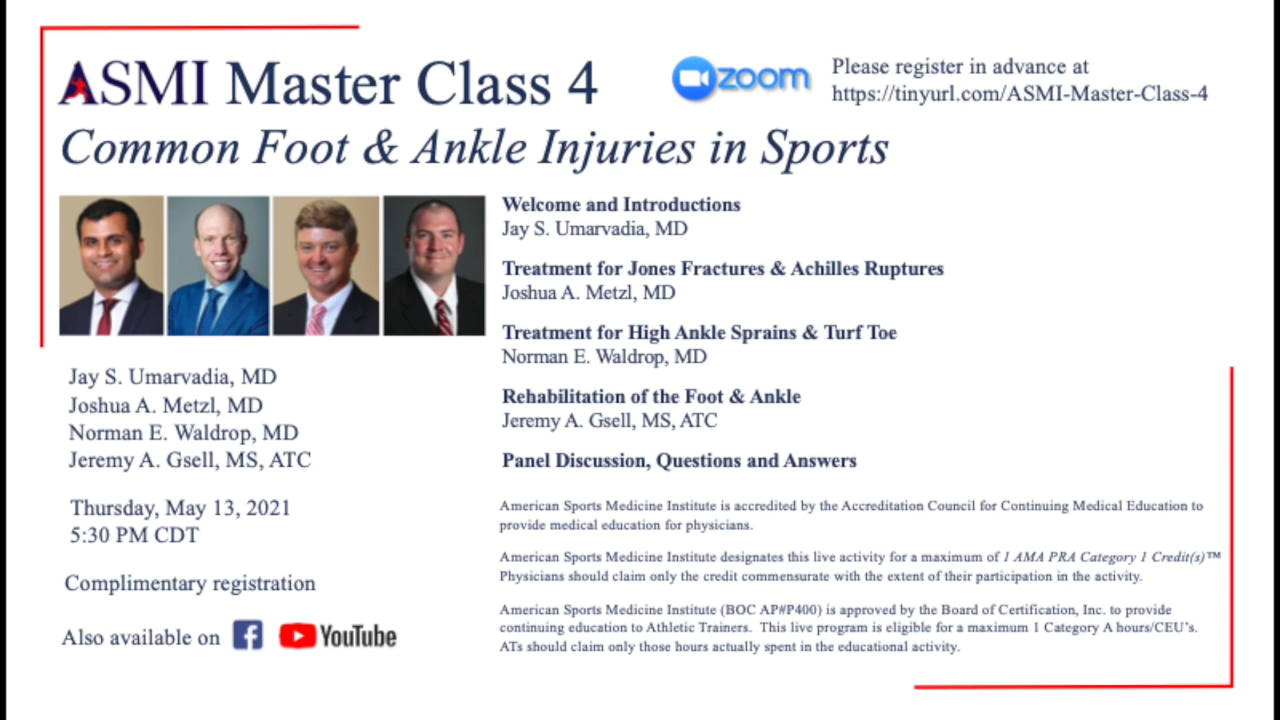 ASMI Master Class 4
Common Foot & Ankle Injuries in Sports
zoom
Please register in advance at
https://tinyurl.com/ASMI-Master-Class-4
Jay S. Umarvadia, MD
Joshua A. Metzl, MD
Norman E. Waldrop, MD
Jeremy A. Gsell, MS, ATC
Thursday, May 13, 2021
5:30 PM CDT
Complimentary registration
Also available on f YouTube
Welcome and Introductions
Jay S. Umarvadia, MD
Treatment for Jones Fractures & Achilles Ruptures
Joshua A. Metzl, MD
Treatment for High Ankle Sprains & Turf Toe
Norman E. Waldrop, MD
Rehabilitation of the Foot & Ankle
Jeremy A. Gsell, MS, ATC
Panel Discussion, Questions and Answers
American Sports Medicine Institute is accredited by the Accreditation Council for Continuing Medical Education to
provide medical education for physicians.
American Sports Medicine Institute designates this live activity for a maximum of 1 AMA PRA Category 1 Credit(s)™
Physicians should claim only the credit commensurate with the extent of their participation in the activity.
American Sports Medicine Institute (BOC AP#P400) is approved by the Board of Certification, Inc. to provide
continuing education to Athletic Trainers. This live program is eligible for a maximum 1 Category A hours/CEU's.
ATs should claim only those hours actually spent in the educational activity.